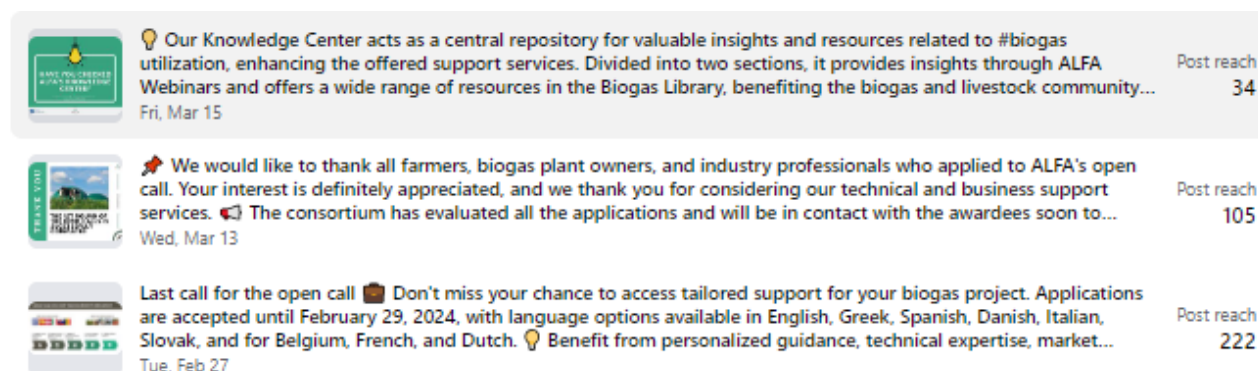 💡 Our Knowledge Center acts as a central repository for valuable insights and resources related to #biogas
utilization, enhancing the offered support services. Divided into two sections, it provides insights through ALFA
Webinars and offers a wide range of resources in the Biogas Library, benefiting the biogas and livestock community...
Fri, Mar 15
Post reach
34
HAVE YOU CHECKED
ALFA'S KNOWLEDGE
CENTER?
📌 We would like to thank all farmers, biogas plant owners, and industry professionals who applied to ALFA's open
call. Your interest is definitely appreciated, and we thank you for considering our technical and business support
services. 📢 The consortium has evaluated all the applications and will be in contact with the awardees soon to...
Wed, Mar 13
Post reach
105
THANK YOU
Last call for the open call 💼 Don't miss your chance to access tailored support for your biogas project. Applications
are accepted until February 29, 2024, with language options available in English, Greek, Spanish, Danish, Italian,
Slovak, and for Belgium, French, and Dutch. 💡 Benefit from personalized guidance, technical expertise, market...
Tue, Feb 27
Post reach
222